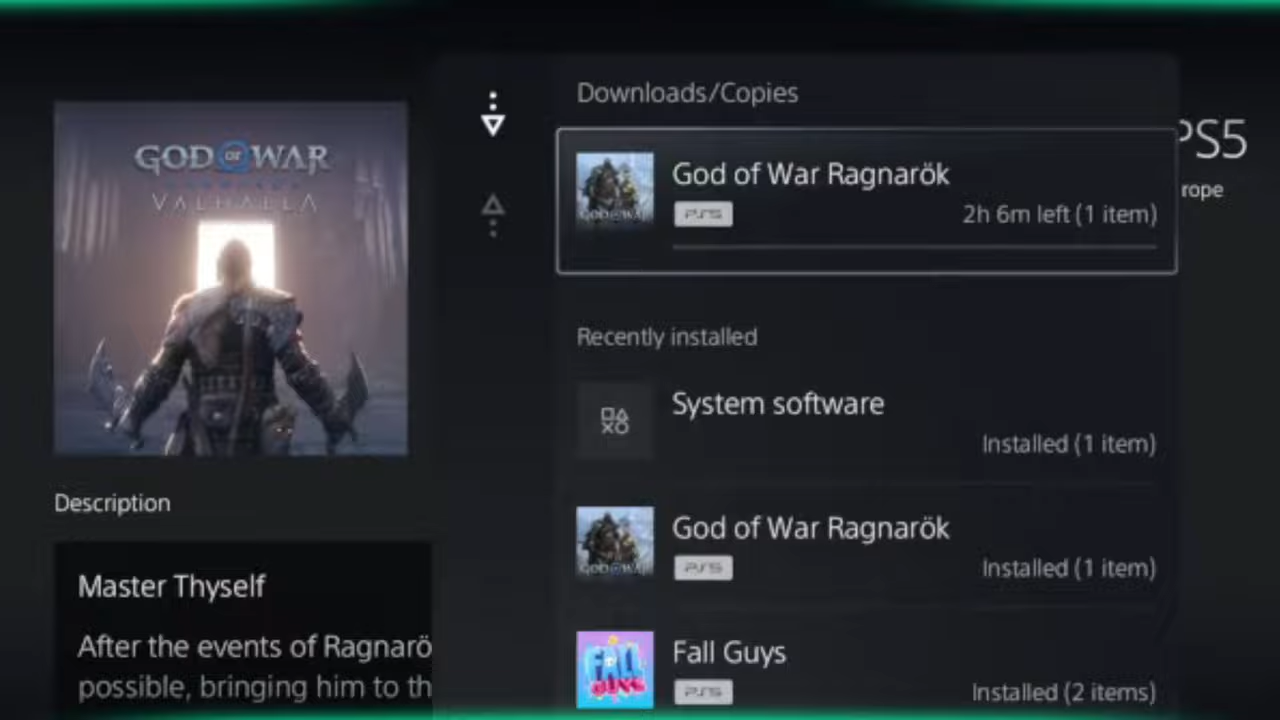 Downloads/Copies
GOD OF WAR
VALHALLA
God of War Ragnarök
PS5
2h 6m left (1 item)
PS5
rope
Recently installed
System software
Installed (1 item)
Description
God of War Ragnarök
PS5
Installed (1 item)
Master Thyself
After the events of Ragnarö
possible, bringing him to th
FALL
GUYS
Fall Guys
PS5
Installed (2 items)